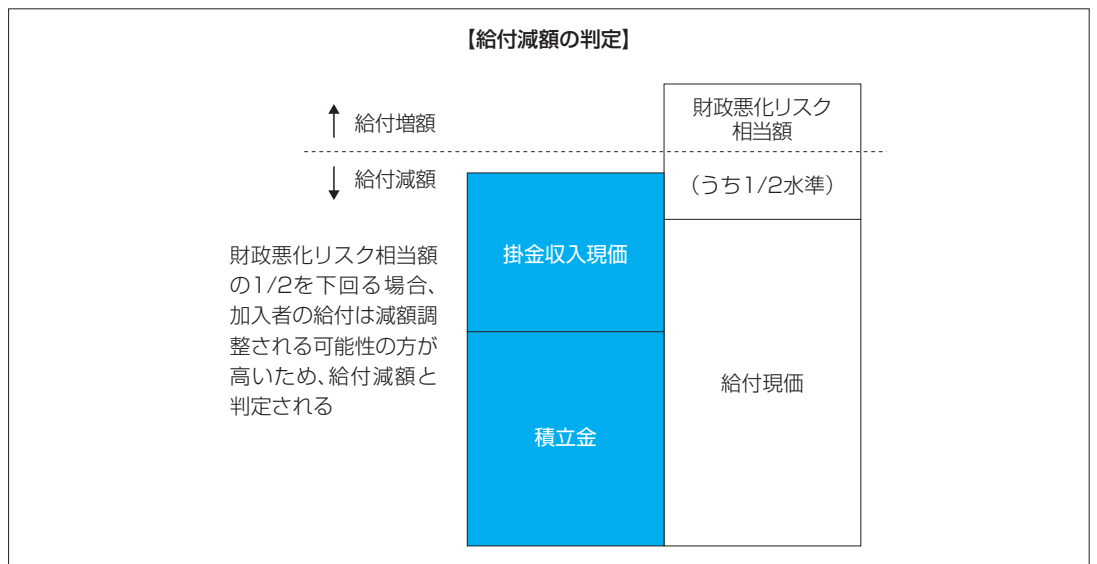 【給付減額の判定】
↑ 給付増額
↓ 給付減額
財政悪化リスク相当額
の1/2を下回る場合、
加入者の給付は減額調
整される可能性の方が
高いため、給付減額と
判定される
掛金収入現価
積立金
財政悪化リスク
相当額
（うち1/2水準）
給付現価